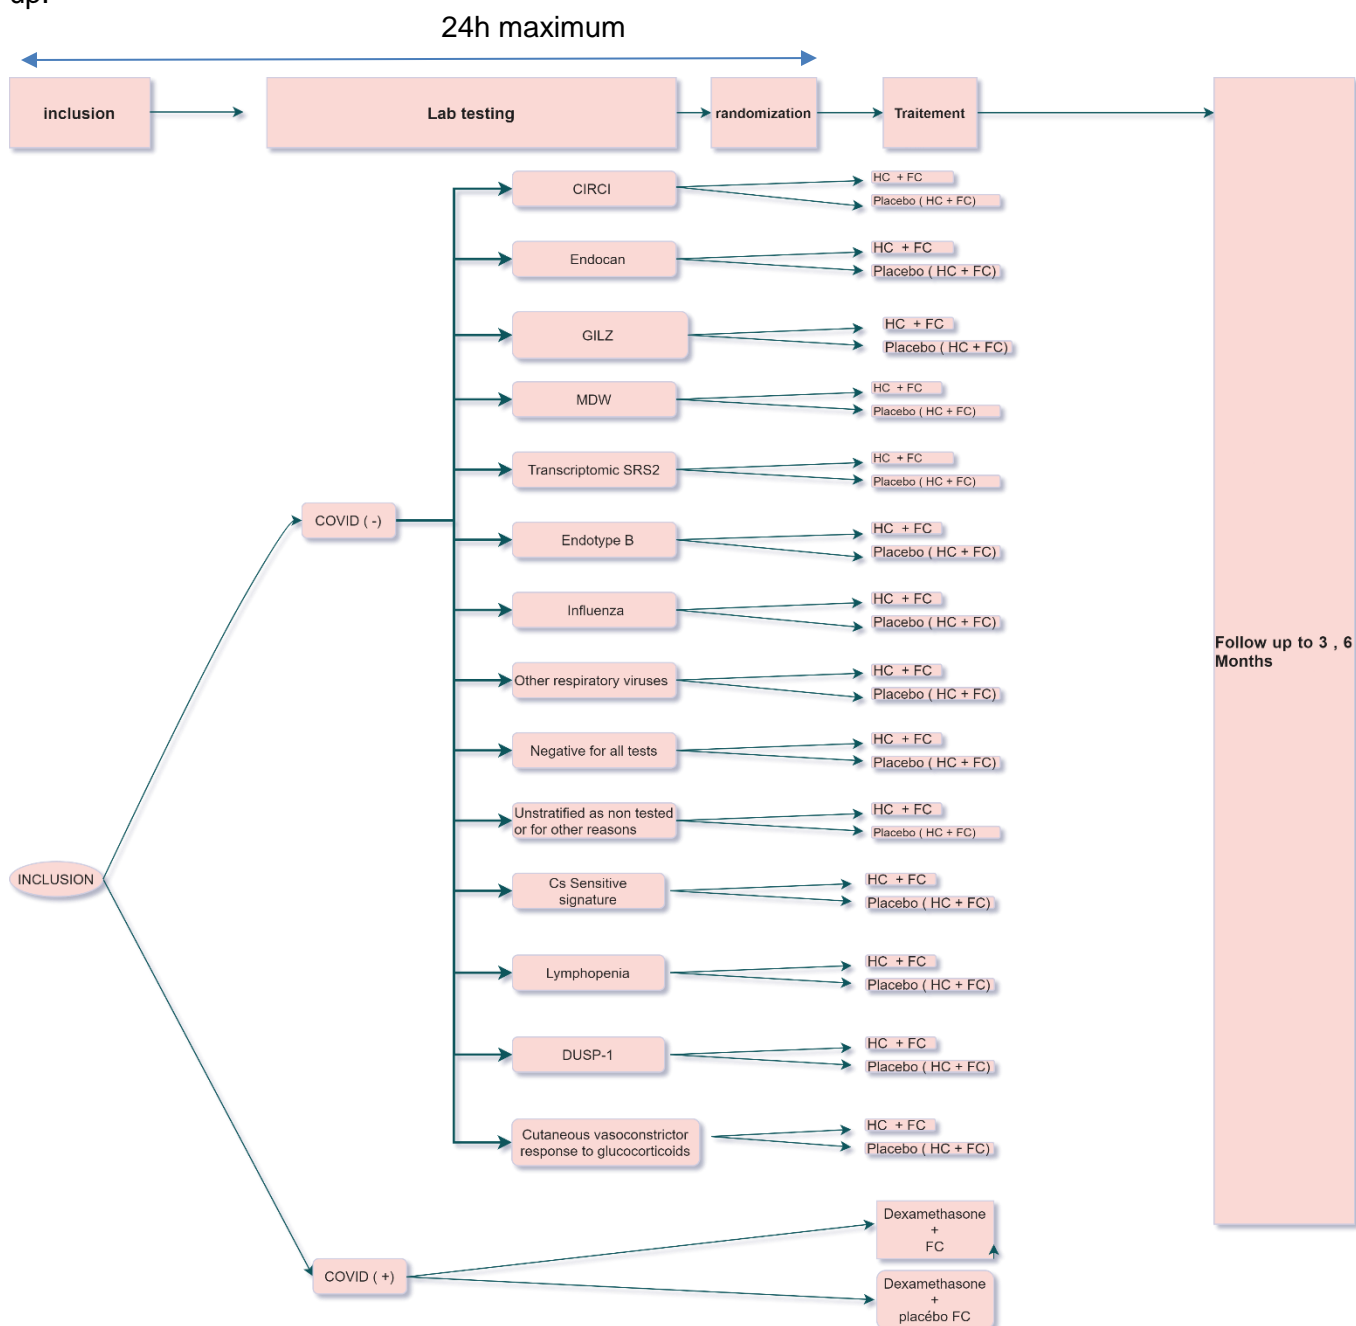 up.
24h maximum
inclusion
Lab testing
randomization
Traitement
CIRCI
HC + FC
Placebo ( HC + FC)
Endocan
HC + FC
Placebo ( HC + FC)
GILZ
HC + FC
Placebo ( HC + FC)
MDW
HC + FC
Placebo ( HC + FC)
Transcriptomic SRS2
HC + FC
Placebo ( HC + FC)
COVID ( -)
Endotype B
HC + FC
Placebo ( HC + FC)
Influenza
HC + FC
Placebo ( HC + FC)
Follow up to 3 , 6
Months
Other respiratory viruses
HC + FC
Placebo ( HC + FC)
Negative for all tests
HC + FC
Placebo ( HC + FC)
Unstratified as non tested
or for other reasons
HC + FC
Placebo ( HC + FC)
INCLUSION
Cs Sensitive
signature
HC + FC
Placebo ( HC + FC)
Lymphopenia
HC + FC
Placebo ( HC + FC)
DUSP-1
HC + FC
Placebo ( HC + FC)
Cutaneous vasoconstrictor
response to glucocorticoids
HC + FC
Placebo ( HC + FC)
COVID ( +)
Dexamethasone
+
FC
Dexamethasone
+
placébo FC